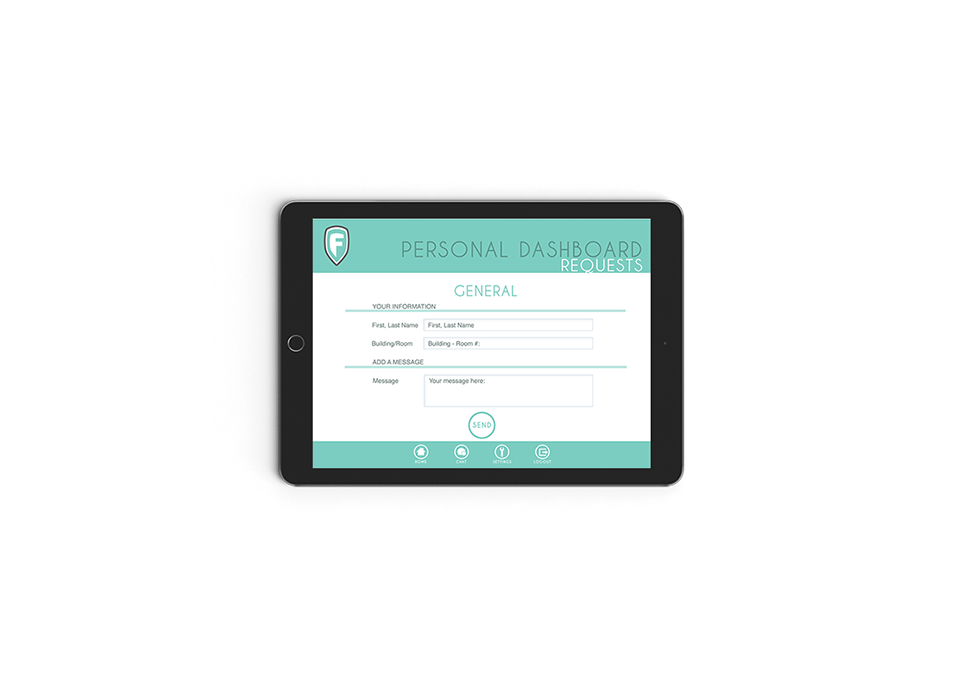 F
PERSONAL DASHBOARD
REQUESTS
GENERAL
YOUR INFORMATION
First, Last Name First, Last Name
Building/Room Building - Room #:
ADD A MESSAGE
Message Your message here:
SEND
HOME CHAT SETTINGS LOGOUT